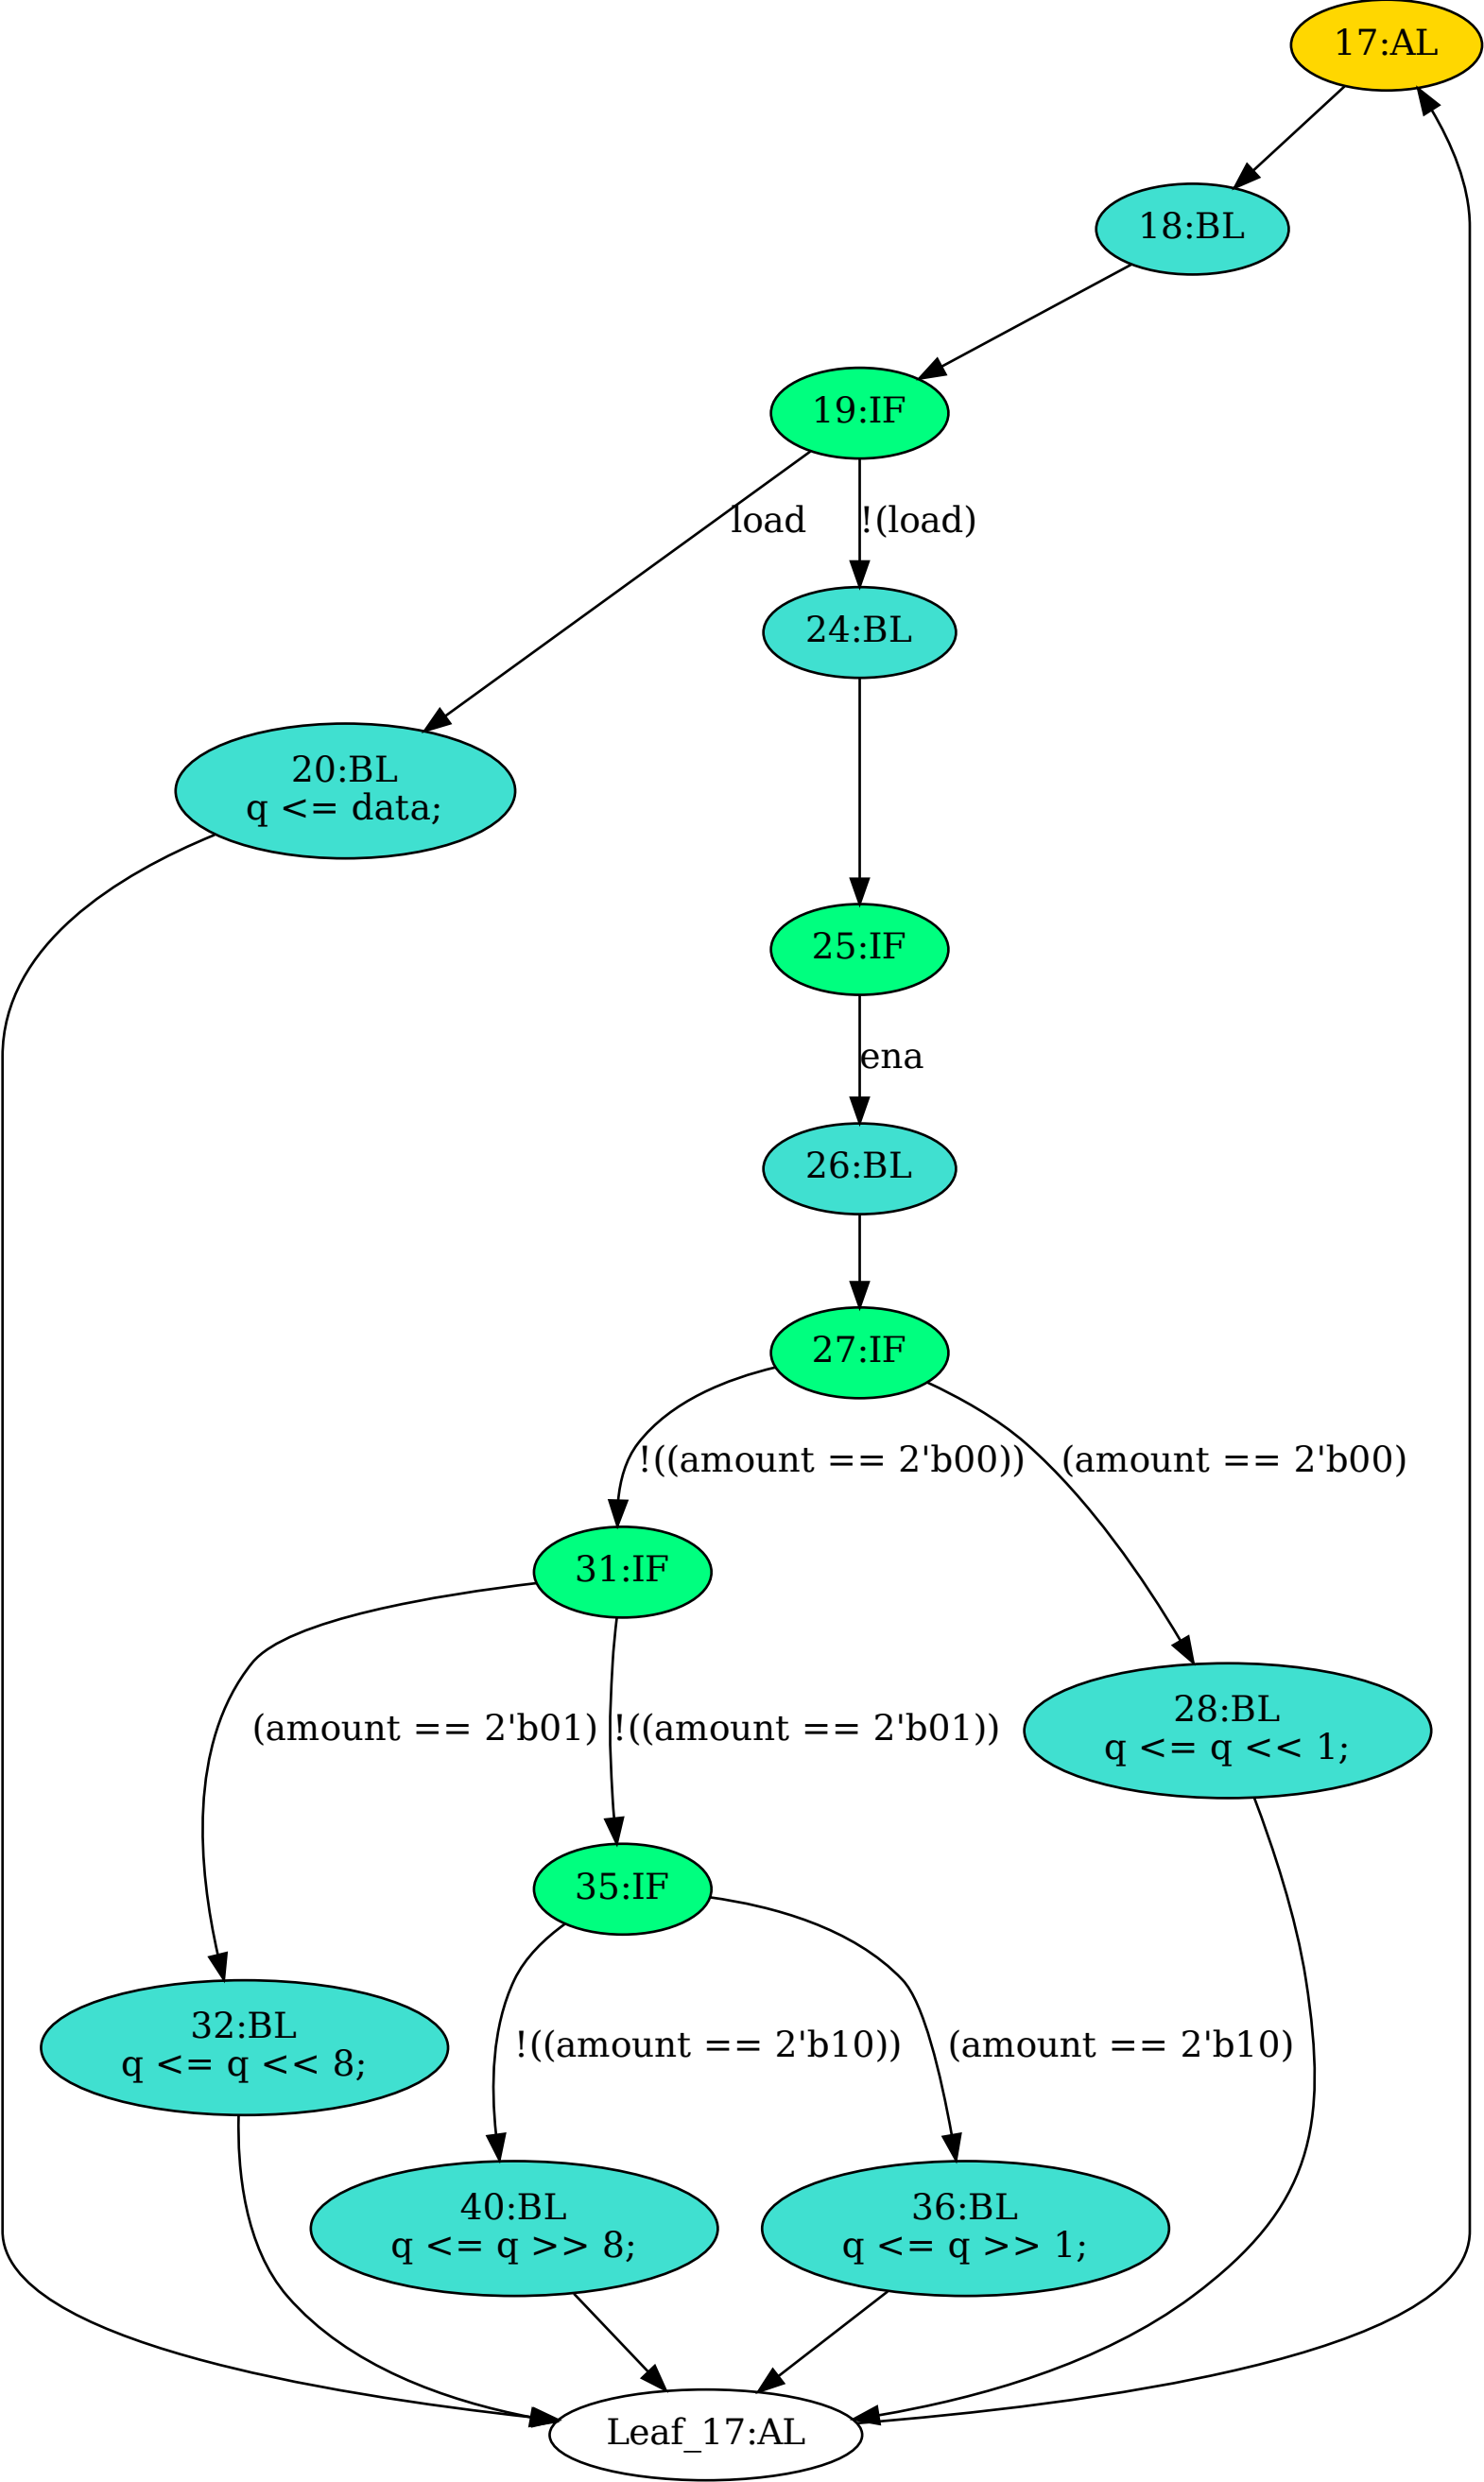 17:AL
18:BL
19:IF
load
!(load)
24:BL
20:BL
q <= data;
25:IF
ena
26:BL
27:IF
!((amount == 2'b00))
(amount == 2'b00)
31:IF
(amount == 2'b01)
!((amount == 2'b01))
28:BL
q <= q << 1;
35:IF
32:BL
q <= q << 8;
!((amount == 2'b10))
(amount == 2'b10)
40:BL
q <= q >> 8;
36:BL
q <= q >> 1;
Leaf_17:AL